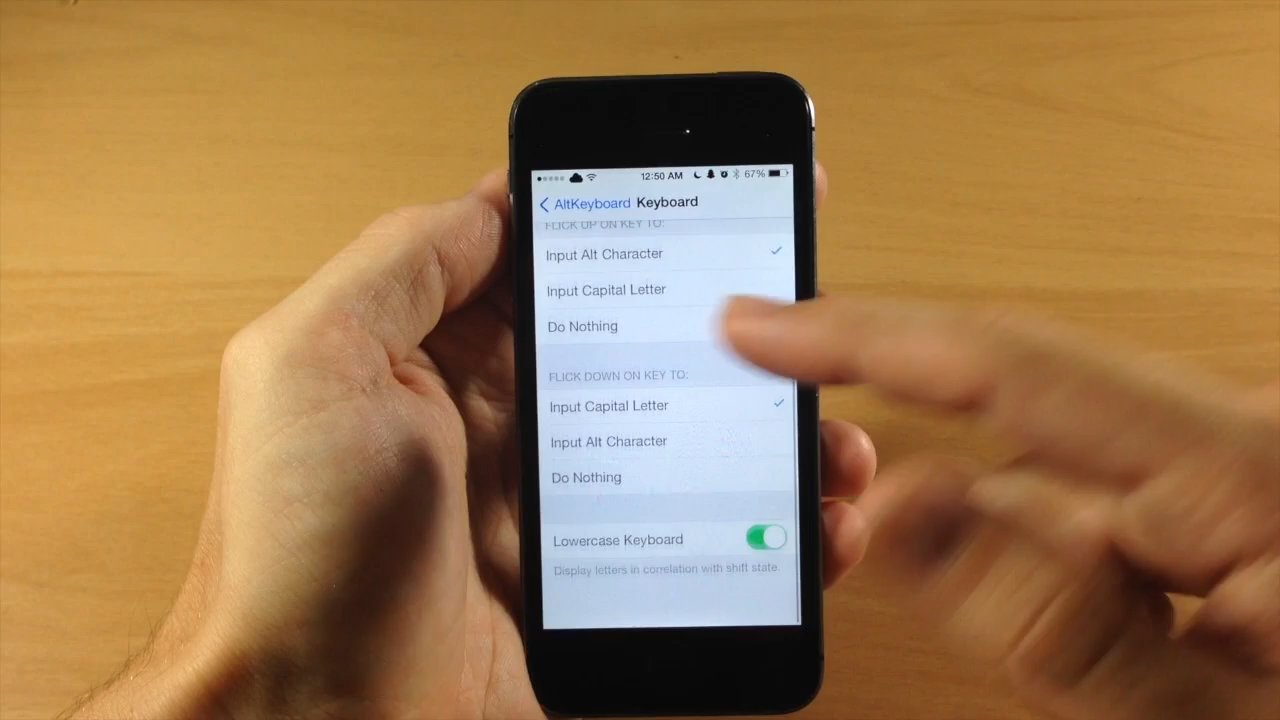 12:50 AM 67%
AltKeyboard Keyboard
FLICK UP ON KEY TO:
Input Alt Character
Input Capital Letter
Do Nothing
FLICK DOWN ON KEY TO:
Input Capital Letter
Input Alt Character
Do Nothing
Lowercase Keyboard
Display letters in correlation with shift state.